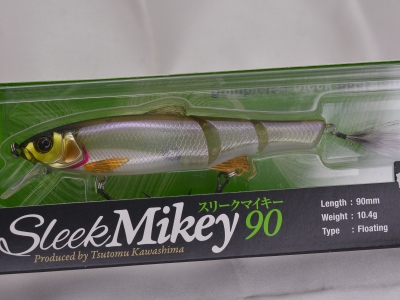 スリークマイキー
Sleek Mikey 90
Produced by Tsutomu Kawashima
Length : 90mm
Weight : 10.4g
Type : Floating